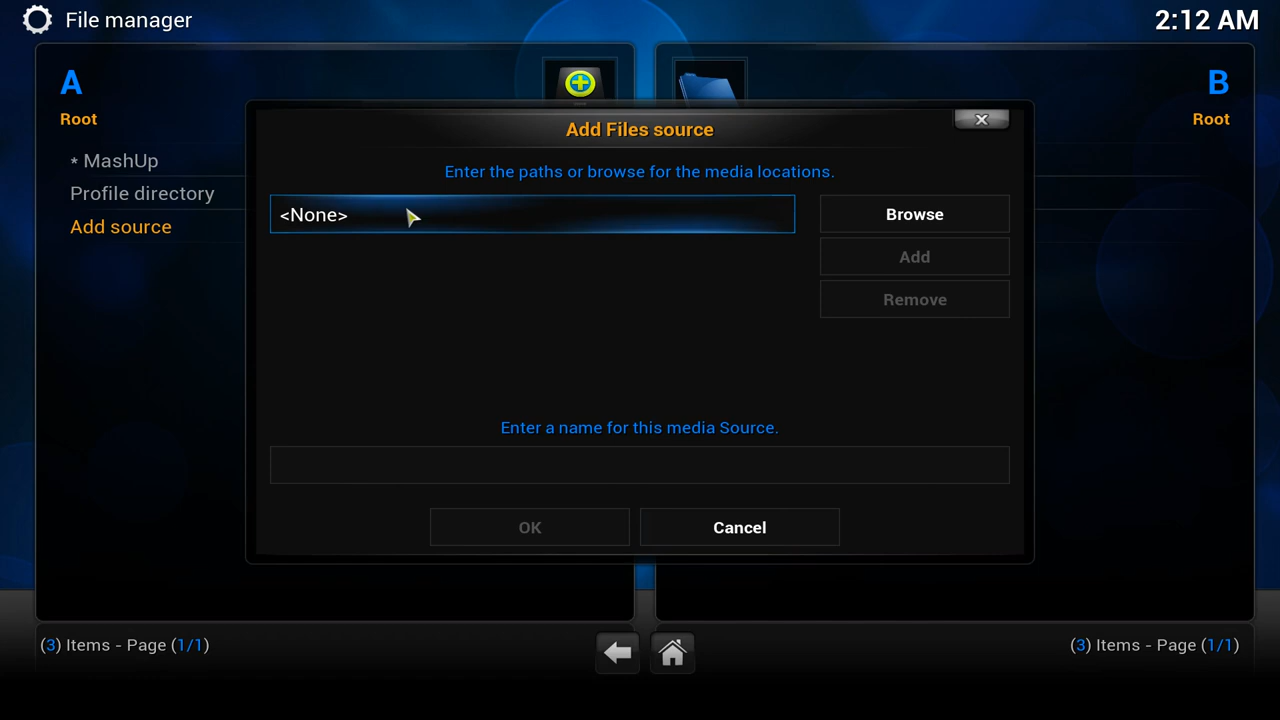 File manager
2:12 AM
A
B
Root
Root
* MashUp
Profile directory
Add source
Add Files source
Enter the paths or browse for the media locations.
<None>
Browse
Add
Remove
Enter a name for this media Source.
OK
Cancel
(3) Items - Page (1/1)
(3) Items - Page (1/1)